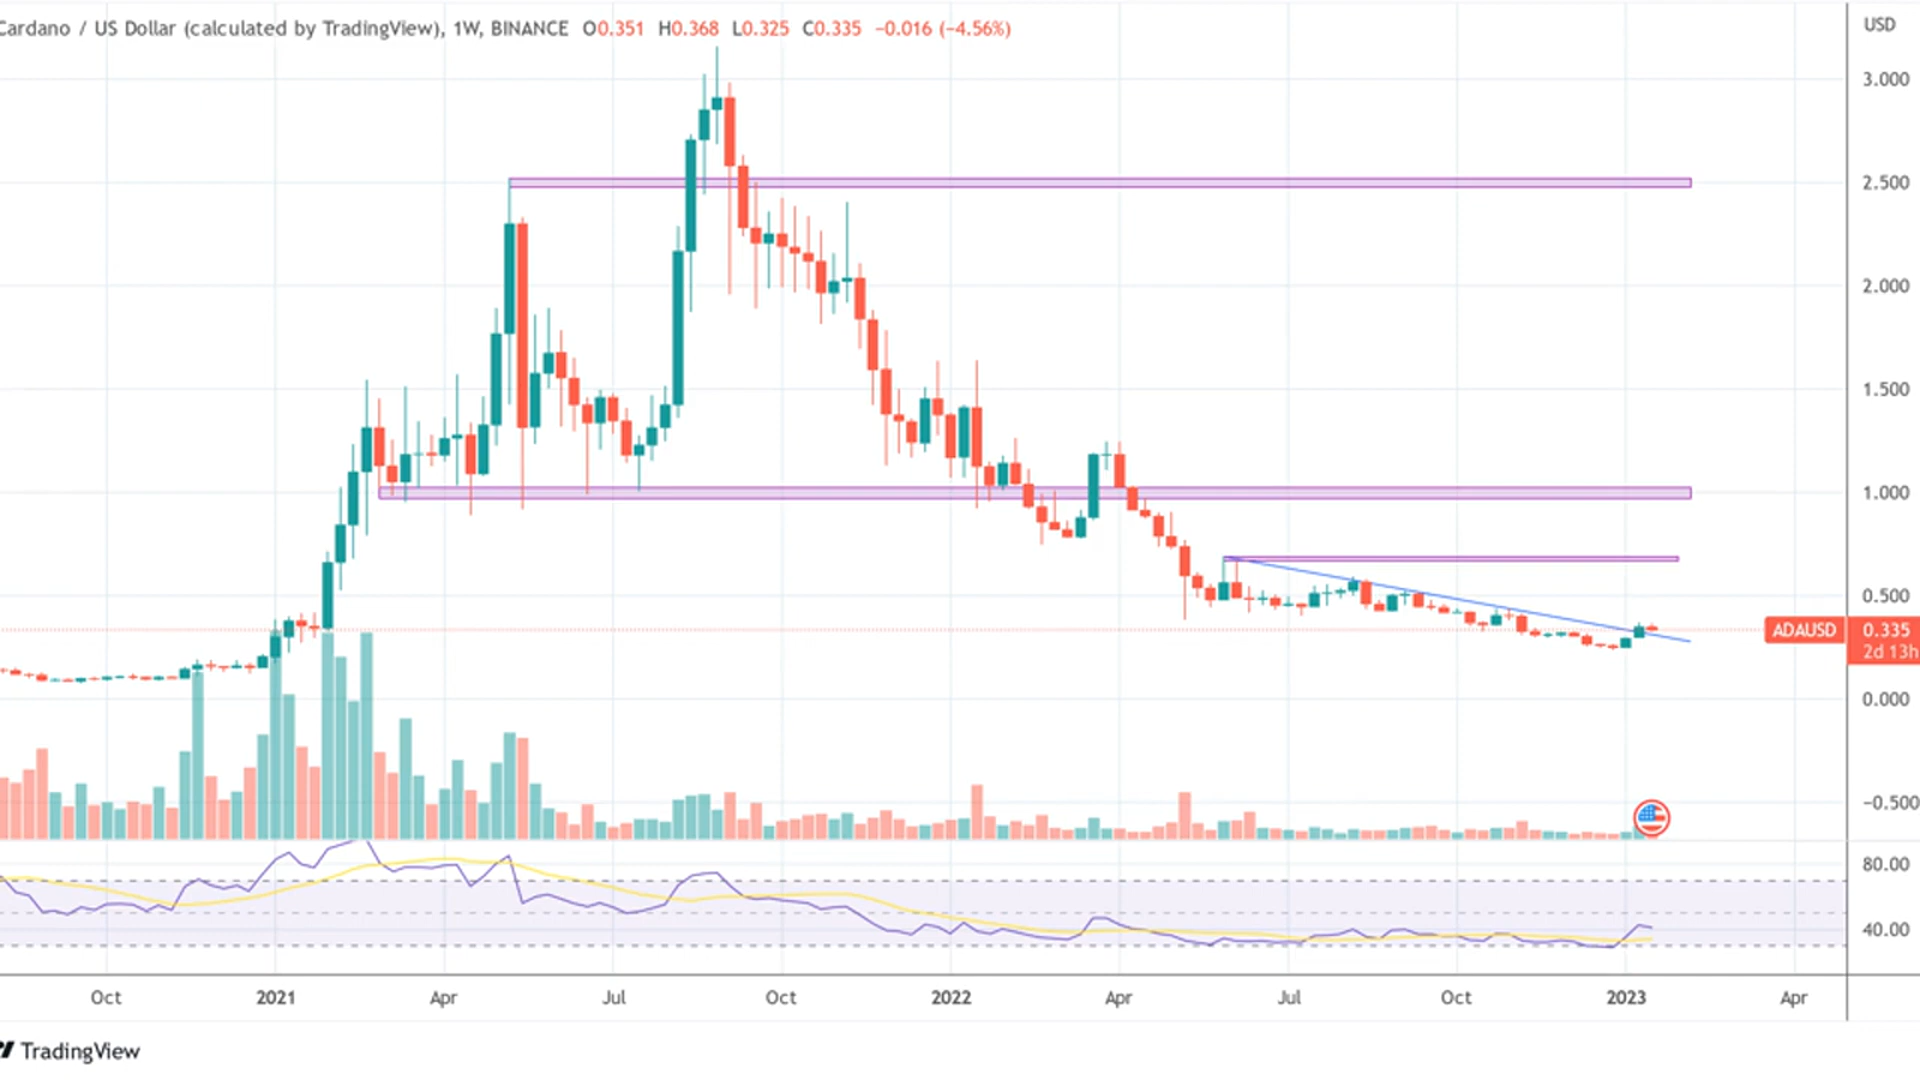 Cardano / US Dollar (calculated by TradingView), 1W, BINANCE O0.351 H0.368 L0.325 C0.335 −0.016 (−4.56%)
USD
3.000
2.500
2.000
1.500
1.000
0.500
ADAUSD 0.335
2d 13h
0.000
−0.500
80.00
40.00
Oct 2021 Apr Jul Oct 2022 Apr Jul Oct 2023 Apr
TradingView